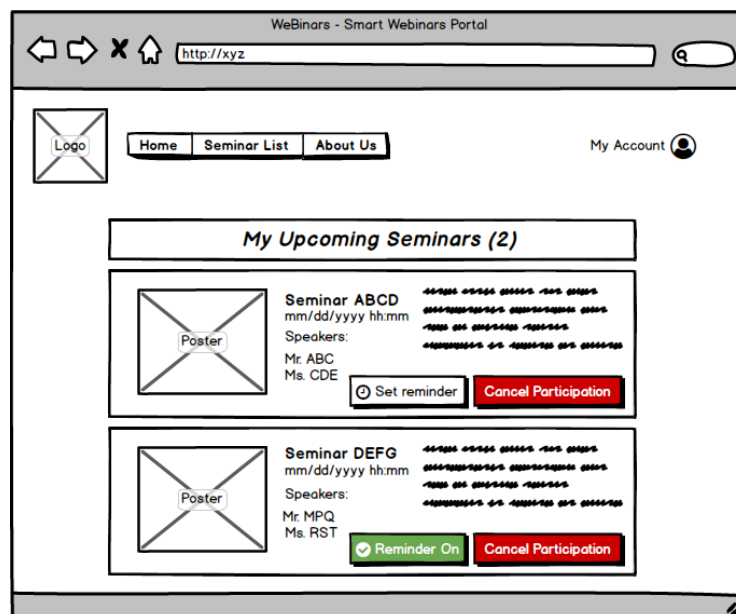 WeBinars - Smart Webinars Portal
http://xyz
Logo
Home Seminar List About Us
My Account
My Upcoming Seminars (2)
Poster
Seminar ABCD
mm/dd/yyyy hh:mm
Speakers:
Mr. ABC
Ms. CDE
Set reminder
Cancel Participation
Poster
Seminar DEFG
mm/dd/yyyy hh:mm
Speakers:
Mr. MPQ
Ms. RST
Reminder On
Cancel Participation